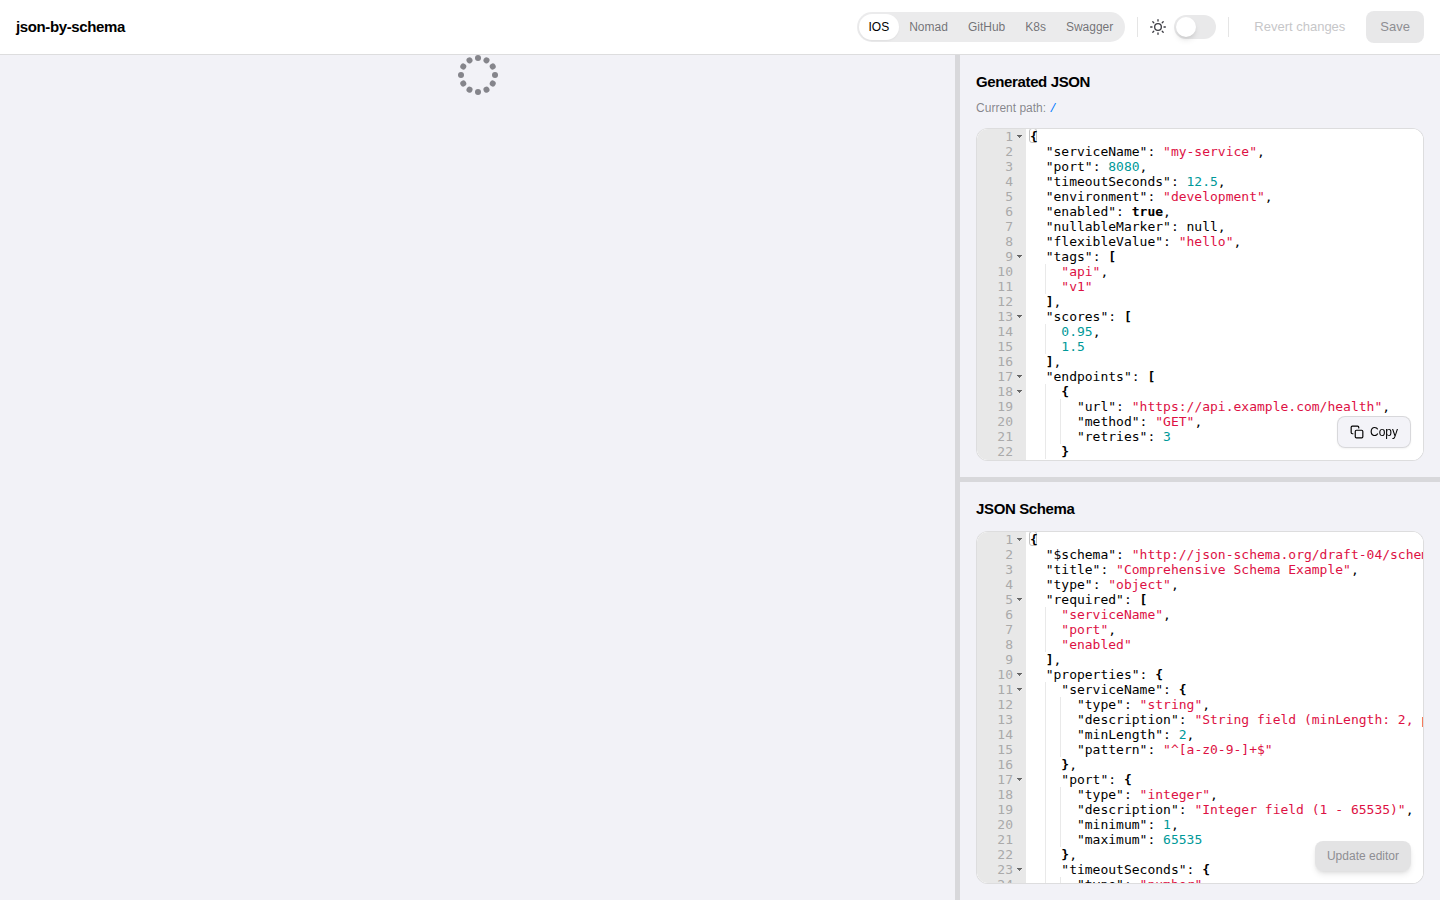 json-by-schema
IOS Nomad GitHub K8s Swagger
Revert changes
Save
Generated JSON
Current path: /
1 {
2 "serviceName": "my-service",
3 "port": 8080,
4 "timeoutSeconds": 12.5,
5 "environment": "development",
6 "enabled": true,
7 "nullableMarker": null,
8 "flexibleValue": "hello",
9 "tags": [
10 "api",
11 "v1"
12 ],
13 "scores": [
14 0.95,
15 1.5
16 ],
17 "endpoints": [
18 {
19 "url": "https://api.example.com/health",
20 "method": "GET",
21 "retries": 3
22 }
Copy
JSON Schema
1 {
2 "$schema": "http://json-schema.org/draft-04/schem
3 "title": "Comprehensive Schema Example",
4 "type": "object",
5 "required": [
6 "serviceName",
7 "port",
8 "enabled"
9 ],
10 "properties": {
11 "serviceName": {
12 "type": "string",
13 "description": "String field (minLength: 2,
14 "minLength": 2,
15 "pattern": "^[a-z0-9-]+$"
16 },
17 "port": {
18 "type": "integer",
19 "description": "Integer field (1 - 65535)",
20 "minimum": 1,
21 "maximum": 65535
22 },
23 "timeoutSeconds": {
24 "type": "number"
Update editor